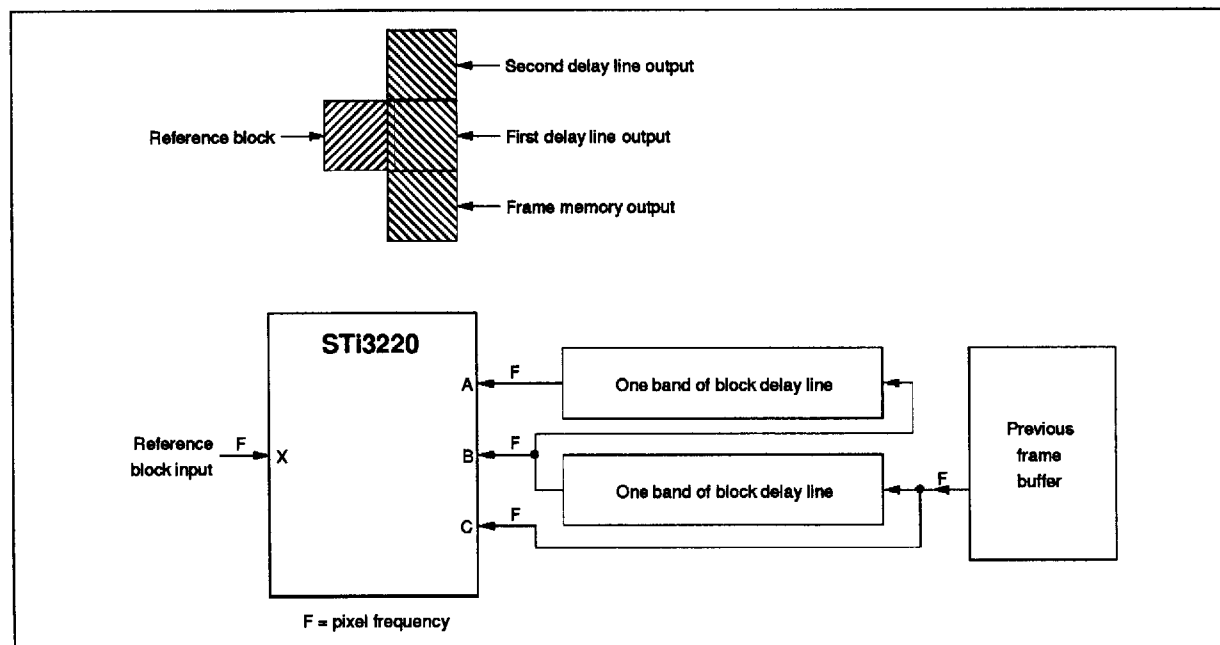 Second delay line output
Reference block
First delay line output
Frame memory output
STi3220
A
F
One band of block delay line
Previous
frame
buffer
Reference
block input
F
X
B
F
One band of block delay line
F
C
F
F = pixel frequency